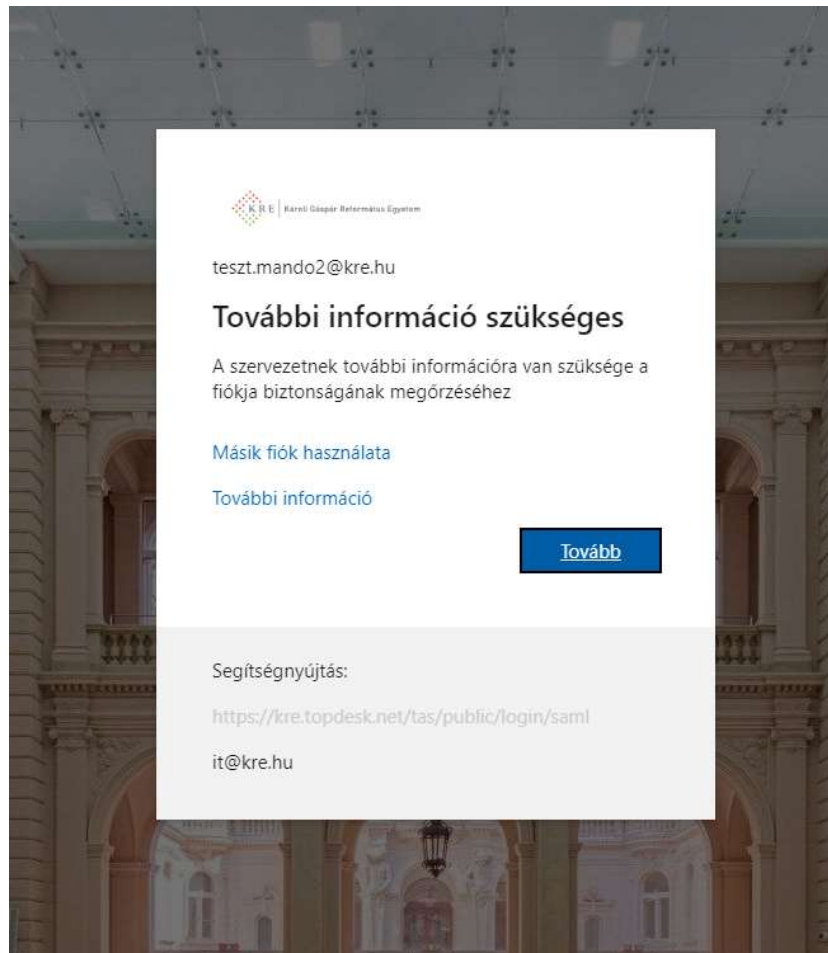 KRE | Károli Gáspár Református Egyetem
teszt.mando2@kre.hu
További információ szükséges
A szervezetnek további információra van szüksége a
fiókja biztonságának megőrzéséhez
Másik fiók használata
További információ
Tovább
Segítségnyújtás:
https://kre.topdesk.net/tas/public/login/saml
it@kre.hu